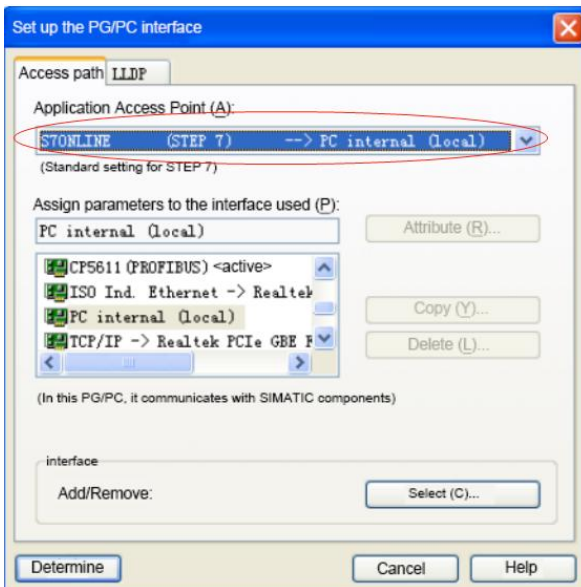 Set up the PG/PC interface
Access path LLDP
Application Access Point (A):
S7ONLINE (STEP 7) --> PC internal (local)
(Standard setting for STEP 7)
Assign parameters to the interface used (P):
PC internal (local)
Attribute (R)...
CP5611(PROFIBUS) <active>
ISO Ind. Ethernet -> Realtek
PC internal (local)
Copy (Y)...
TCP/IP -> Realtek PCIe GBE F
Delete (L)...
(In this PG/PC, it communicates with SIMATIC components)
interface
Add/Remove:
Select (C)...
Determine
Cancel
Help